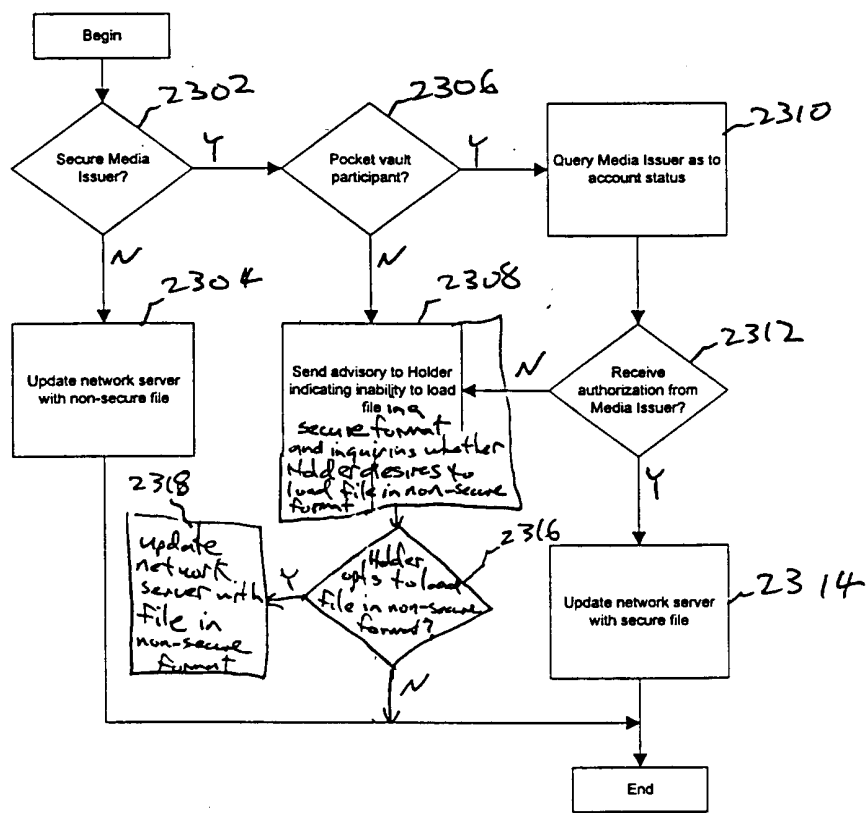 Begin
2302
Secure Media
Issuer?
Y
N
2306
Pocket vault
participant?
Y
N
2310
Query Media Issuer as to
account status
2304
Update network server
with non-secure file
2308
Send advisory to Holder
indicating inability to load
file in a
secure format
and inquiring whether
Holder desires to
load file in non-secure
format
N
2312
Receive
authorization from
Media Issuer?
Y
2318
update
network
server with
file in
non-secure
format
Y
2316
Holder
opts to load
file in non-secure
format?
N
2314
Update network server
with secure file
End